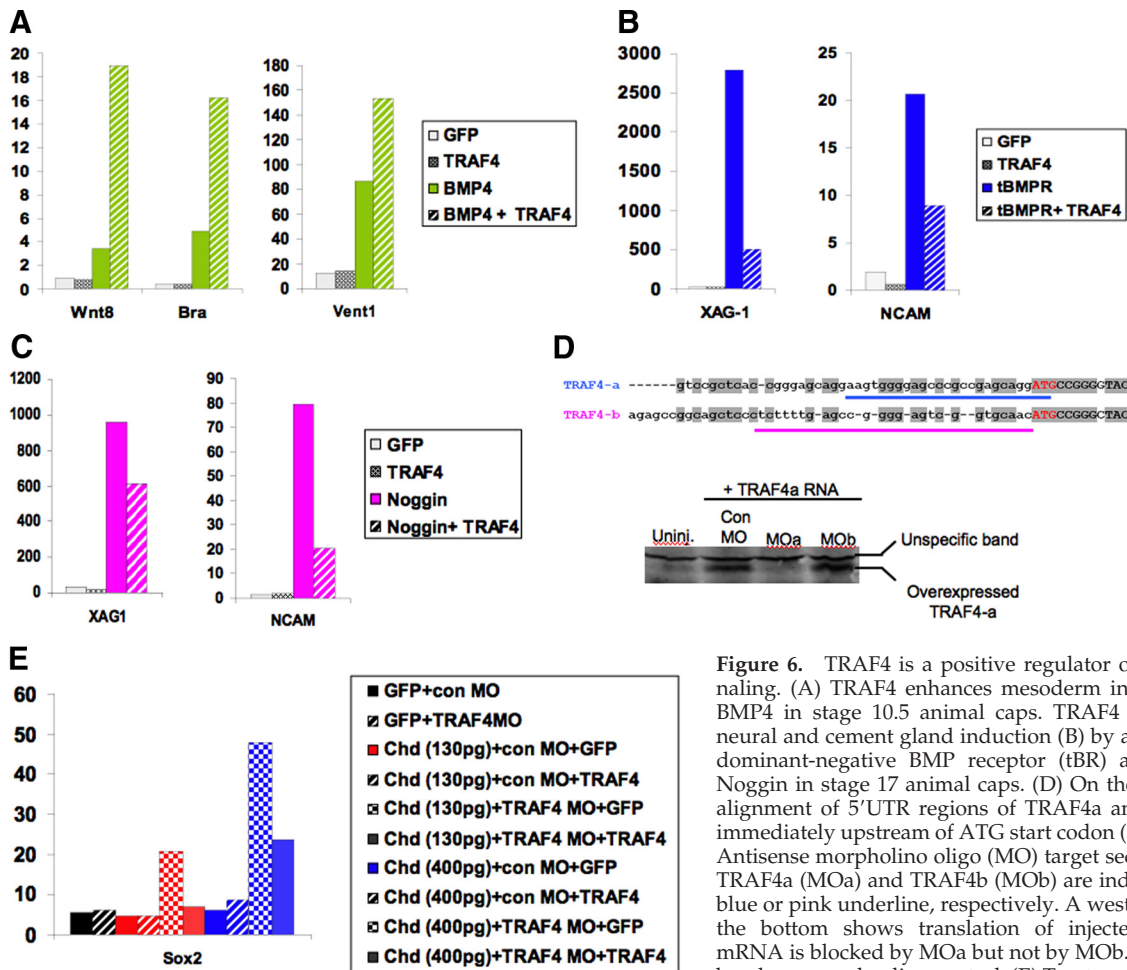 A
20
18
16
14
12
10
8
6
4
2
0
Wnt8 Bra
180
160
140
120
100
80
60
40
20
0
Vent1
GFP
TRAF4
BMP4
BMP4 + TRAF4
B
3000
2500
2000
1500
1000
500
0
XAG-1
25
20
15
10
5
0
NCAM
GFP
TRAF4
tBMPR
tBMPR+ TRAF4
C
1200
1000
800
600
400
200
0
XAG1
90
80
70
60
50
40
30
20
10
0
NCAM
GFP
TRAF4
Noggin
Noggin+ TRAF4
D
TRAF4-a ------gtccgctcac-cgggagcaggaagtggggagcccgccgagcaggATGCCGGGGTAC
TRAF4-b agagccggcagctccctcttttg-agcc-g-ggg-agtc-g--gtgcaacATGCCGGGCTAC
+ TRAF4a RNA
Uninj. Con MO MOa MOb
Unspecific band
Overexpressed TRAF4-a
E
60
50
40
30
20
10
0
Sox2
GFP+con MO
GFP+TRAF4MO
Chd (130pg)+con MO+GFP
Chd (130pg)+con MO+TRAF4
Chd (130pg)+TRAF4 MO+GFP
Chd (130pg)+TRAF4 MO+TRAF4
Chd (400pg)+con MO+GFP
Chd (400pg)+con MO+TRAF4
Chd (400pg)+TRAF4 MO+GFP
Chd (400pg)+TRAF4 MO+TRAF4
Figure 6. TRAF4 is a positive regulator o
naling. (A) TRAF4 enhances mesoderm in
BMP4 in stage 10.5 animal caps. TRAF4
neural and cement gland induction (B) by a
dominant-negative BMP receptor (tBR) a
Noggin in stage 17 animal caps. (D) On the
alignment of 5'UTR regions of TRAF4a an
immediately upstream of ATG start codon (
Antisense morpholino oligo (MO) target sec
TRAF4a (MOa) and TRAF4b (MOb) are ind
blue or pink underline, respectively. A west
the bottom shows translation of injecte
mRNA is blocked by MOa but not by MOb.